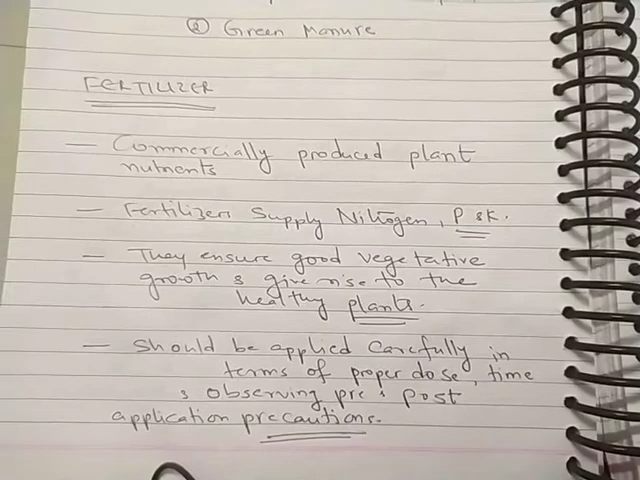 ② Green Manure
FERTILIZER
— Commercially produced plant
nutrients
— Fertilizers Supply Nitrogen, P &K.
— They ensure good vegetative
growth & give rise to the
healthy plants.
— Should be applied carefully in
terms of proper dose, time
& observing pre & post
application precautions.